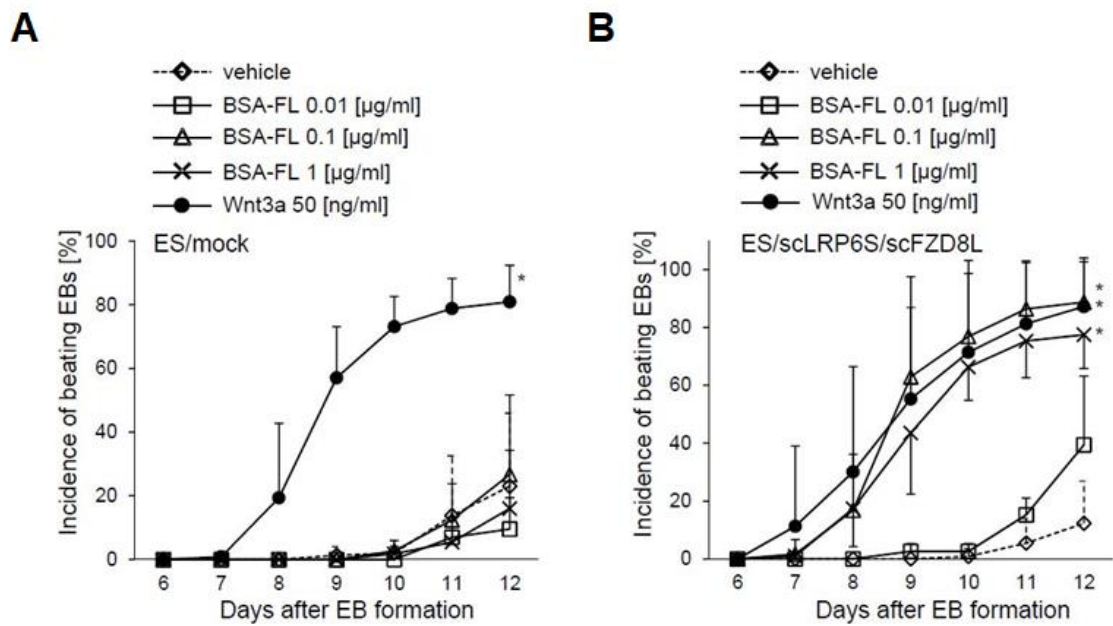 A
vehicle
BSA-FL 0.01 [µg/ml]
BSA-FL 0.1 [µg/ml]
BSA-FL 1 [µg/ml]
Wnt3a 50 [ng/ml]
Incidence of beating EBs [%]
ES/mock
100
80
60
40
20
0
*
6 7 8 9 10 11 12
Days after EB formation
B
vehicle
BSA-FL 0.01 [µg/ml]
BSA-FL 0.1 [µg/ml]
BSA-FL 1 [µg/ml]
Wnt3a 50 [ng/ml]
Incidence of beating EBs [%]
ES/scLRP6S/scFZD8L
100
80
60
40
20
0
*
*
*
6 7 8 9 10 11 12
Days after EB formation